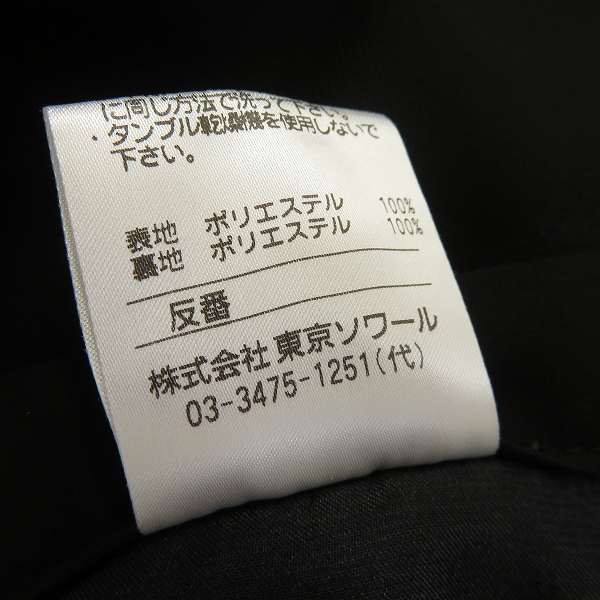 に同じ方法で洗って下さい。
・タンブル乾燥機を使用しないで
下さい。
表地 ポリエステル 100%
裏地 ポリエステル 100%
反番
株式会社 東京ソワール
03-3475-1251(代)